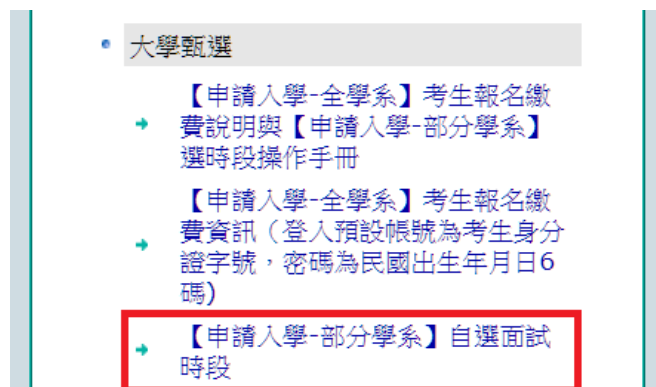 大學甄選
【申請入學-全學系】考生報名繳
費說明與【申請入學-部分學系】
選時段操作手冊
【申請入學-全學系】考生報名繳
費資訊（登入預設帳號為考生身分
證字號，密碼為民國出生年月日6
碼)
【申請入學-部分學系】自選面試
時段